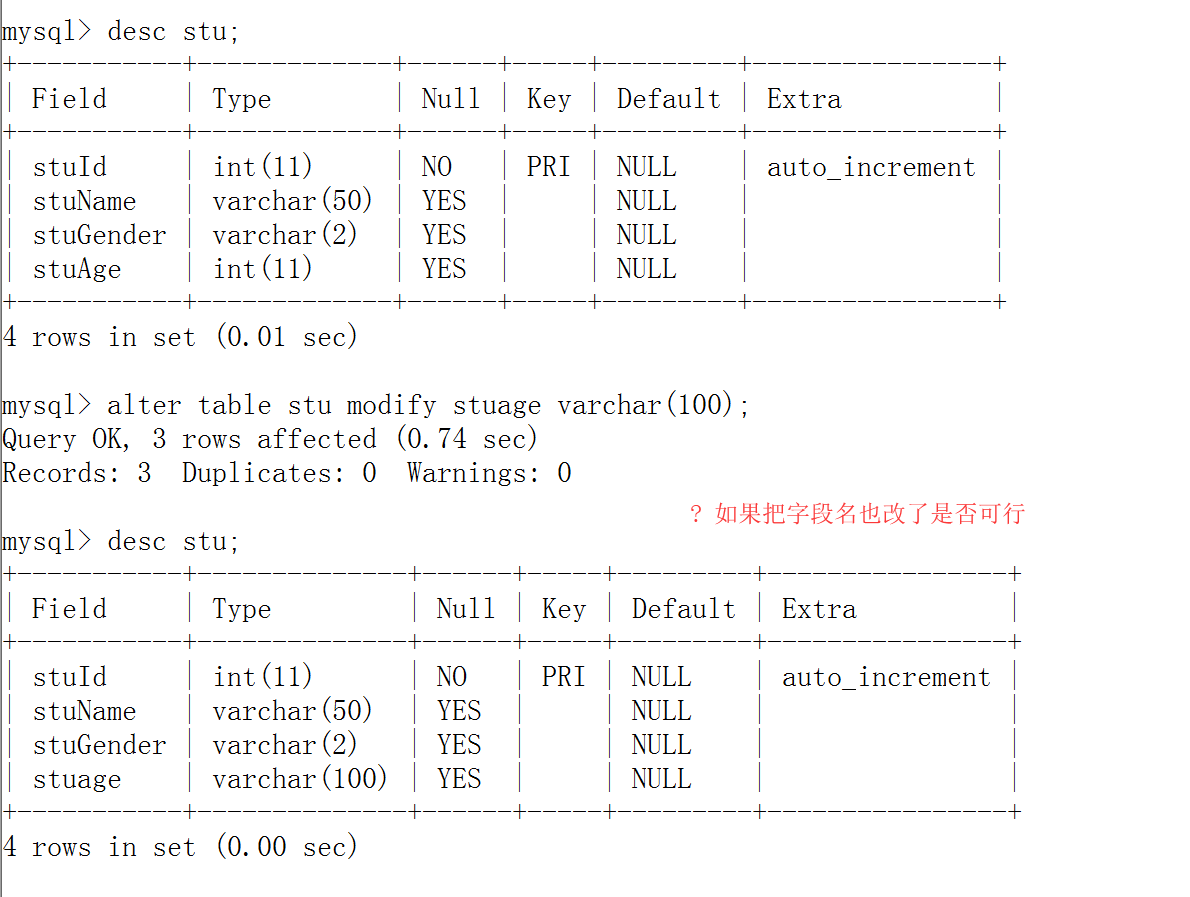 mysql> desc stu;
+-----------+-------------+------+-----+---------+----------------+
| Field     | Type        | Null | Key | Default | Extra          |
+-----------+-------------+------+-----+---------+----------------+
| stuId     | int(11)     | NO   | PRI | NULL    | auto_increment |
| stuName   | varchar(50) | YES  |     | NULL    |                |
| stuGender | varchar(2)  | YES  |     | NULL    |                |
| stuAge    | int(11)     | YES  |     | NULL    |                |
+-----------+-------------+------+-----+---------+----------------+
4 rows in set (0.01 sec)
mysql> alter table stu modify stuage varchar(100);
Query OK, 3 rows affected (0.74 sec)
Records: 3  Duplicates: 0  Warnings: 0
? 如果把字段名也改了是否可行
mysql> desc stu;
+-----------+--------------+------+-----+---------+----------------+
| Field     | Type         | Null | Key | Default | Extra          |
+-----------+--------------+------+-----+---------+----------------+
| stuId     | int(11)      | NO   | PRI | NULL    | auto_increment |
| stuName   | varchar(50)  | YES  |     | NULL    |                |
| stuGender | varchar(2)   | YES  |     | NULL    |                |
| stuage    | varchar(100) | YES  |     | NULL    |                |
+-----------+--------------+------+-----+---------+----------------+
4 rows in set (0.00 sec)